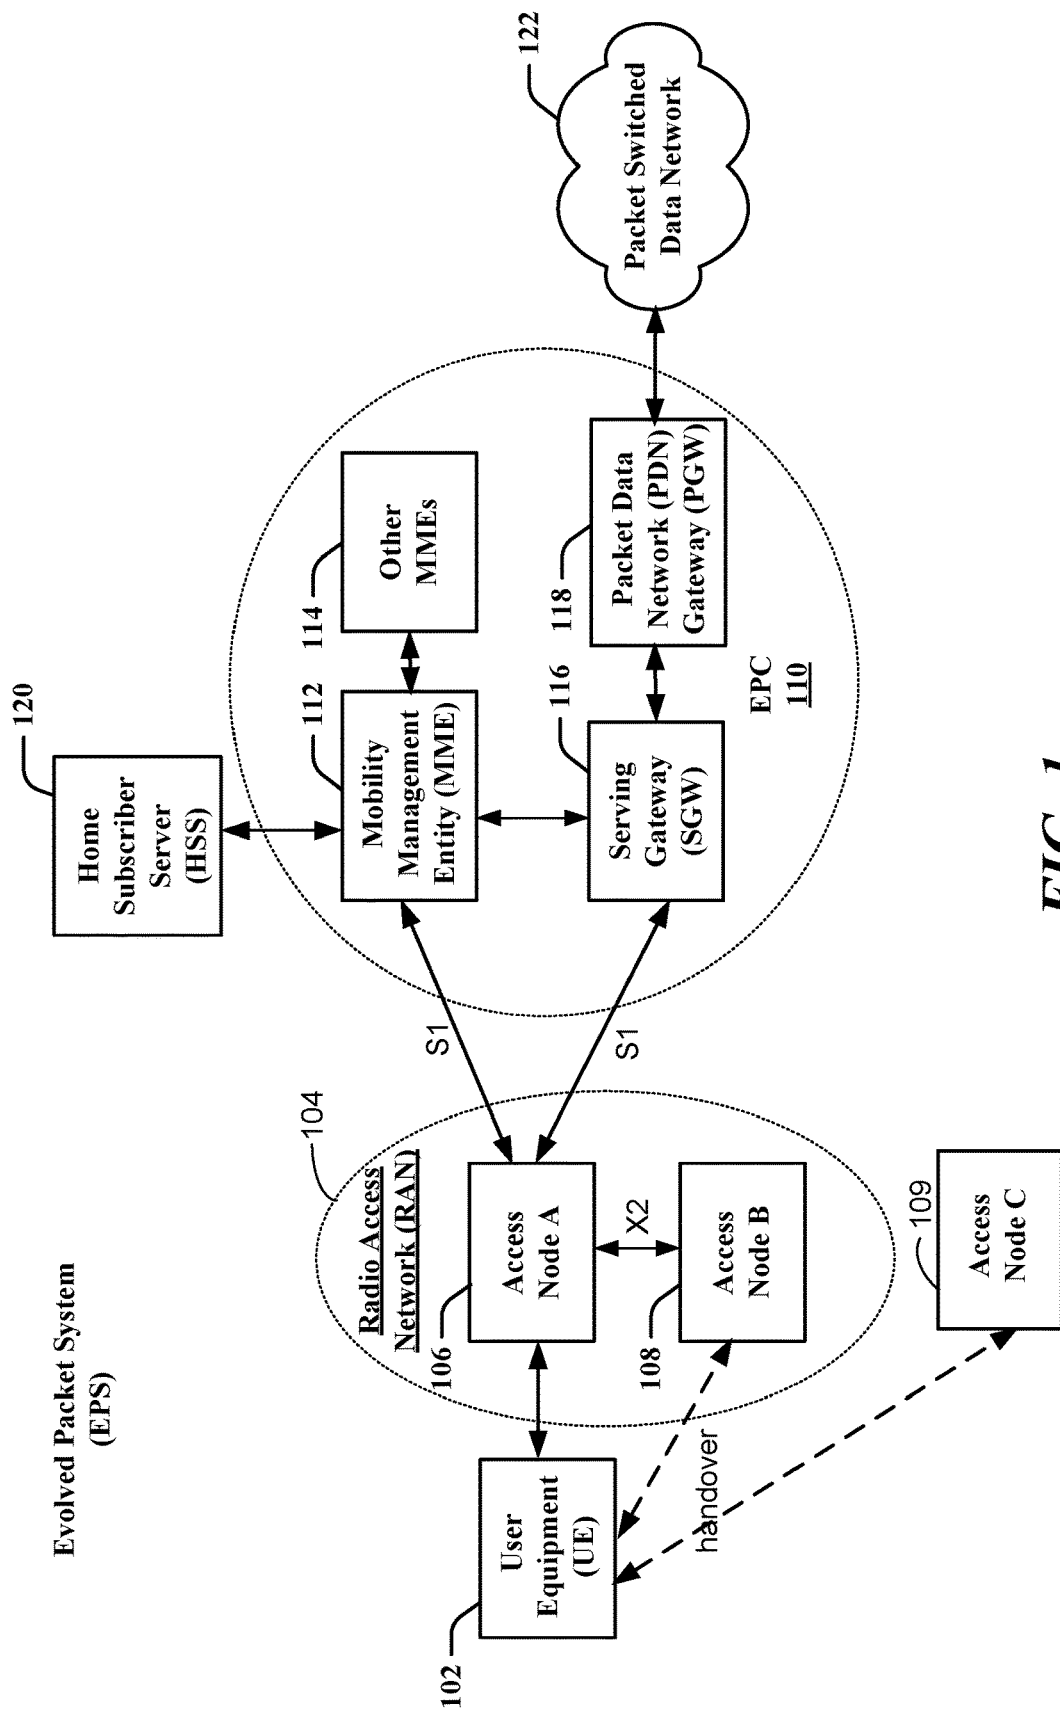 Evolved Packet System
(EPS)
120
Home
Subscriber
Server
(HSS)
104
Radio Access
Network (RAN)
S1
112
Mobility
Management
Entity (MME)
114
Other
MMEs
102
User
Equipment
(UE)
106
Access
Node A
X2
108
Access
Node B
handover
109
Access
Node C
S1
116
Serving
Gateway
(SGW)
118
Packet Data
Network (PDN)
Gateway (PGW)
EPC
110
122
Packet Switched
Data Network
FIG. 1